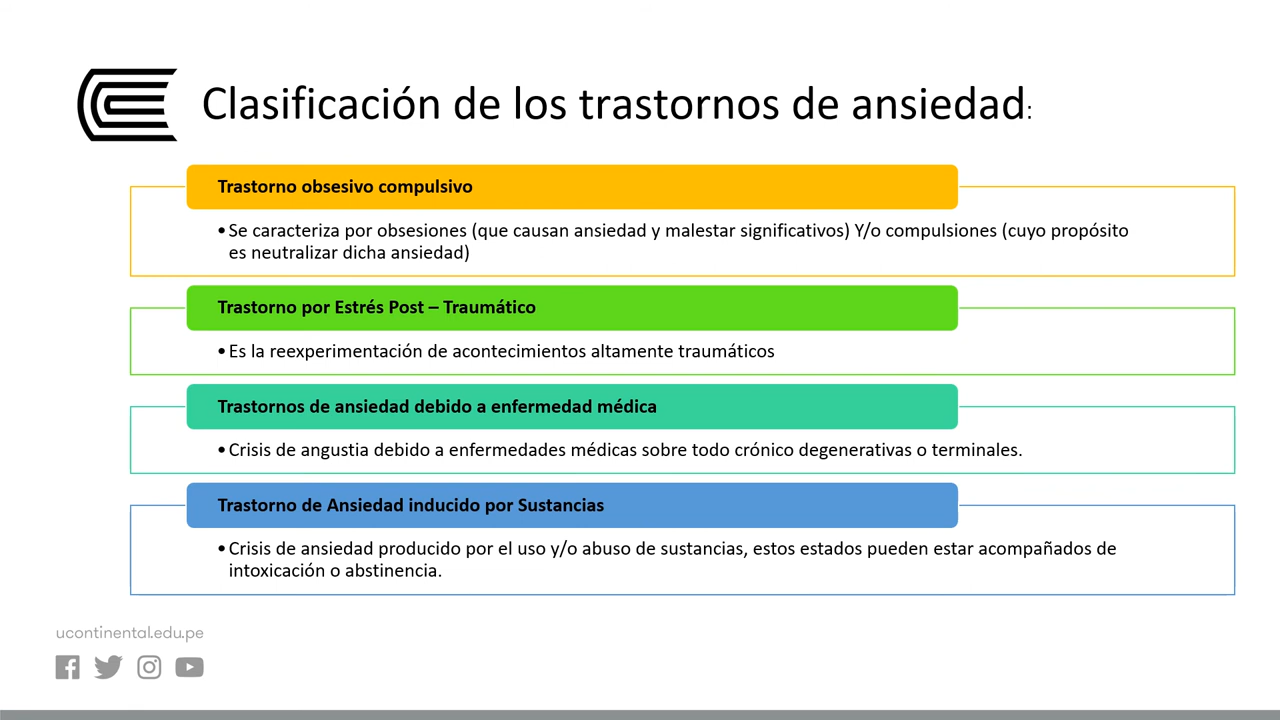 Clasificación de los trastornos de ansiedad:
Trastorno obsesivo compulsivo
•Se caracteriza por obsesiones (que causan ansiedad y malestar significativos) Y/o compulsiones (cuyo propósito
es neutralizar dicha ansiedad)
Trastorno por Estrés Post – Traumático
•Es la reexperimentación de acontecimientos altamente traumáticos
Trastornos de ansiedad debido a enfermedad médica
•Crisis de angustia debido a enfermedades médicas sobre todo crónico degenerativas o terminales.
Trastorno de Ansiedad inducido por Sustancias
•Crisis de ansiedad producido por el uso y/o abuso de sustancias, estos estados pueden estar acompañados de
intoxicación o abstinencia.
ucontinental.edu.pe